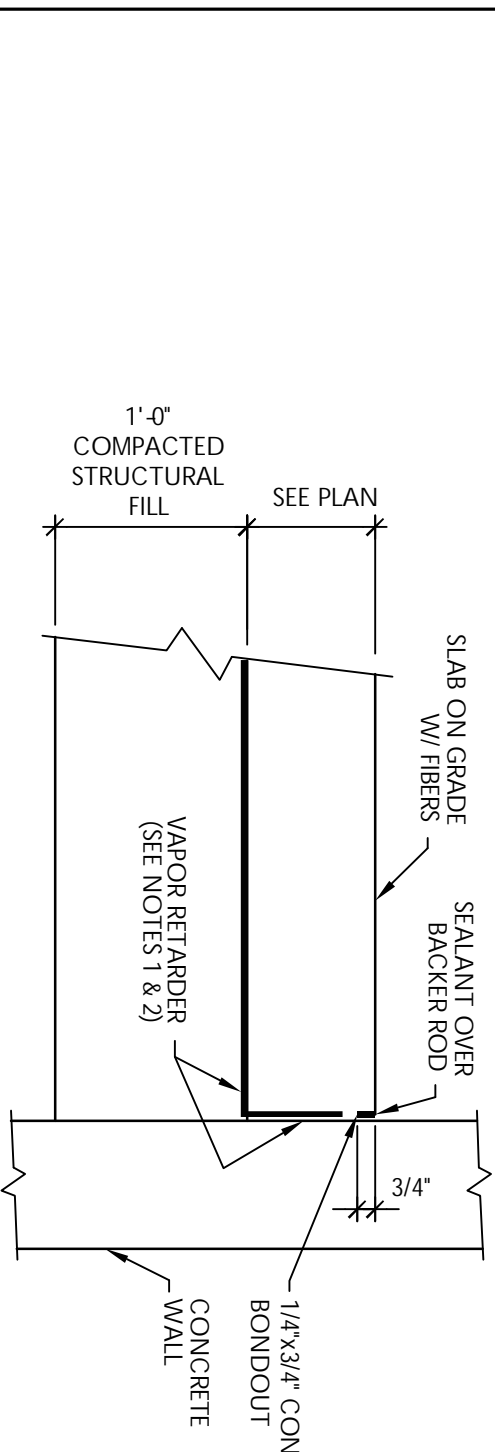 1'-0"
COMPACTED
STRUCTURAL
FILL
SEE PLAN
SLAB ON GRADE
W/ FIBERS
SEALANT OVER
BACKER ROD
VAPOR RETARDER
(SEE NOTES 1 & 2)
3/4"
1/4"x3/4" CON
BONDOUT
CONCRETE
WALL